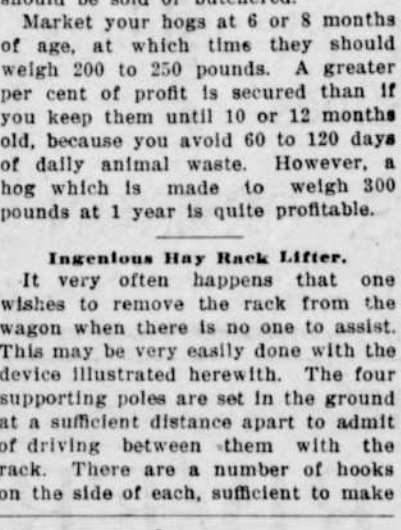 should be sold or butchered.
Market your hogs at 6 or 8 months
of age, at which time they should
weigh 200 to 250 pounds. A greater
per cent of profit is secured than if
you keep them until 10 or 12 months
old, because you avoid 60 to 120 days
of daily animal waste. However, a
hog which is made to weigh 300
pounds at 1 year is quite profitable.
Ingenious Hay Rack Lifter.
It very often happens that one
wishes to remove the rack from the
wagon when there is no one to assist.
This may be very easily done with the
device illustrated herewith. The four
supporting poles are set in the ground
at a sufficient distance apart to admit
of driving between them with the
rack. There are a number of hooks
on the side of each, sufficient to make